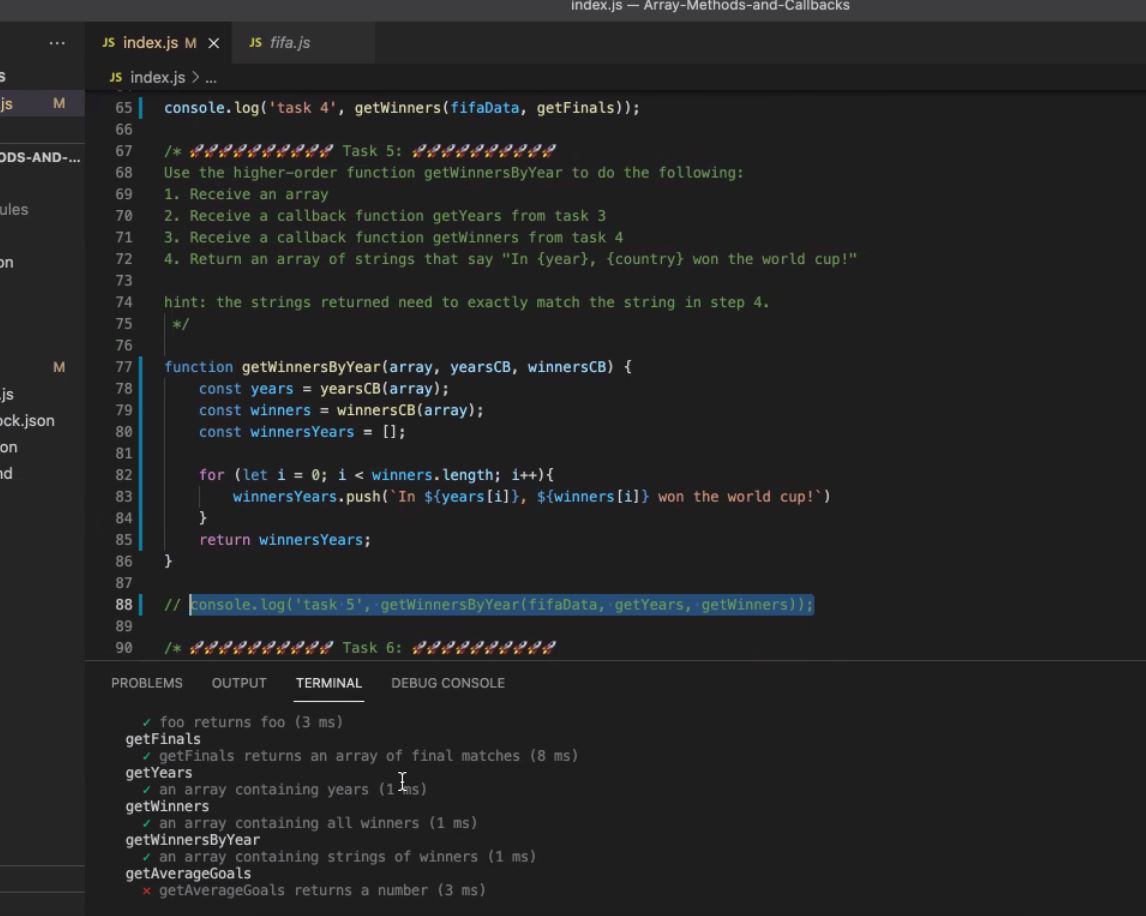 index.js — Array-Methods-and-Callbacks
... JS index.js M × JS fifa.js
s JS index.js > ...
js M
65 console.log('task 4', getWinners(fifaData, getFinals));
66
67 /* 🚀🚀🚀🚀🚀🚀🚀🚀🚀🚀 Task 5: 🚀🚀🚀🚀🚀🚀🚀🚀🚀🚀
ODS-AND-...
68 Use the higher-order function getWinnersByYear to do the following:
69 1. Receive an array
ules
70 2. Receive a callback function getYears from task 3
71 3. Receive a callback function getWinners from task 4
on
72 4. Return an array of strings that say "In {year}, {country} won the world cup!"
73
74 hint: the strings returned need to exactly match the string in step 4.
75 */
76
M
77 function getWinnersByYear(array, yearsCB, winnersCB) {
.js
78 const years = yearsCB(array);
79 const winners = winnersCB(array);
ock.json
80 const winnersYears = [];
on
81
nd
82 for (let i = 0; i < winners.length; i++){
83 winnersYears.push(`In ${years[i]}, ${winners[i]} won the world cup!`)
84 }
85 return winnersYears;
86 }
87
88 // console.log('task 5', getWinnersByYear(fifaData, getYears, getWinners));
89
90 /* 🚀🚀🚀🚀🚀🚀🚀🚀🚀🚀 Task 6: 🚀🚀🚀🚀🚀🚀🚀🚀🚀🚀
PROBLEMS OUTPUT TERMINAL DEBUG CONSOLE
✓ foo returns foo (3 ms)
getFinals
✓ getFinals returns an array of final matches (8 ms)
getYears
✓ an array containing years (1 ms)
getWinners
✓ an array containing all winners (1 ms)
getWinnersByYear
✓ an array containing strings of winners (1 ms)
getAverageGoals
× getAverageGoals returns a number (3 ms)